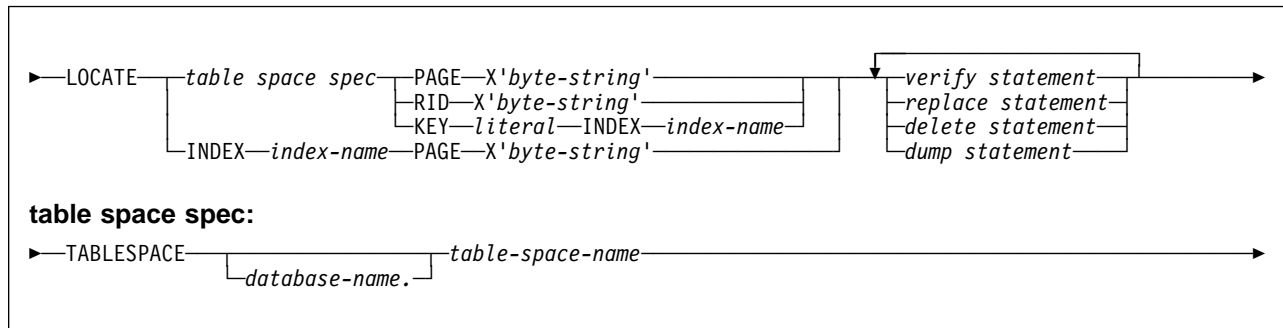 LOCATE table space spec PAGE X'byte-string' verify statement
RID X'byte-string' replace statement
KEY literal INDEX index-name delete statement
INDEX index-name PAGE X'byte-string' dump statement
table space spec:
TABLESPACE table-space-name
database-name.